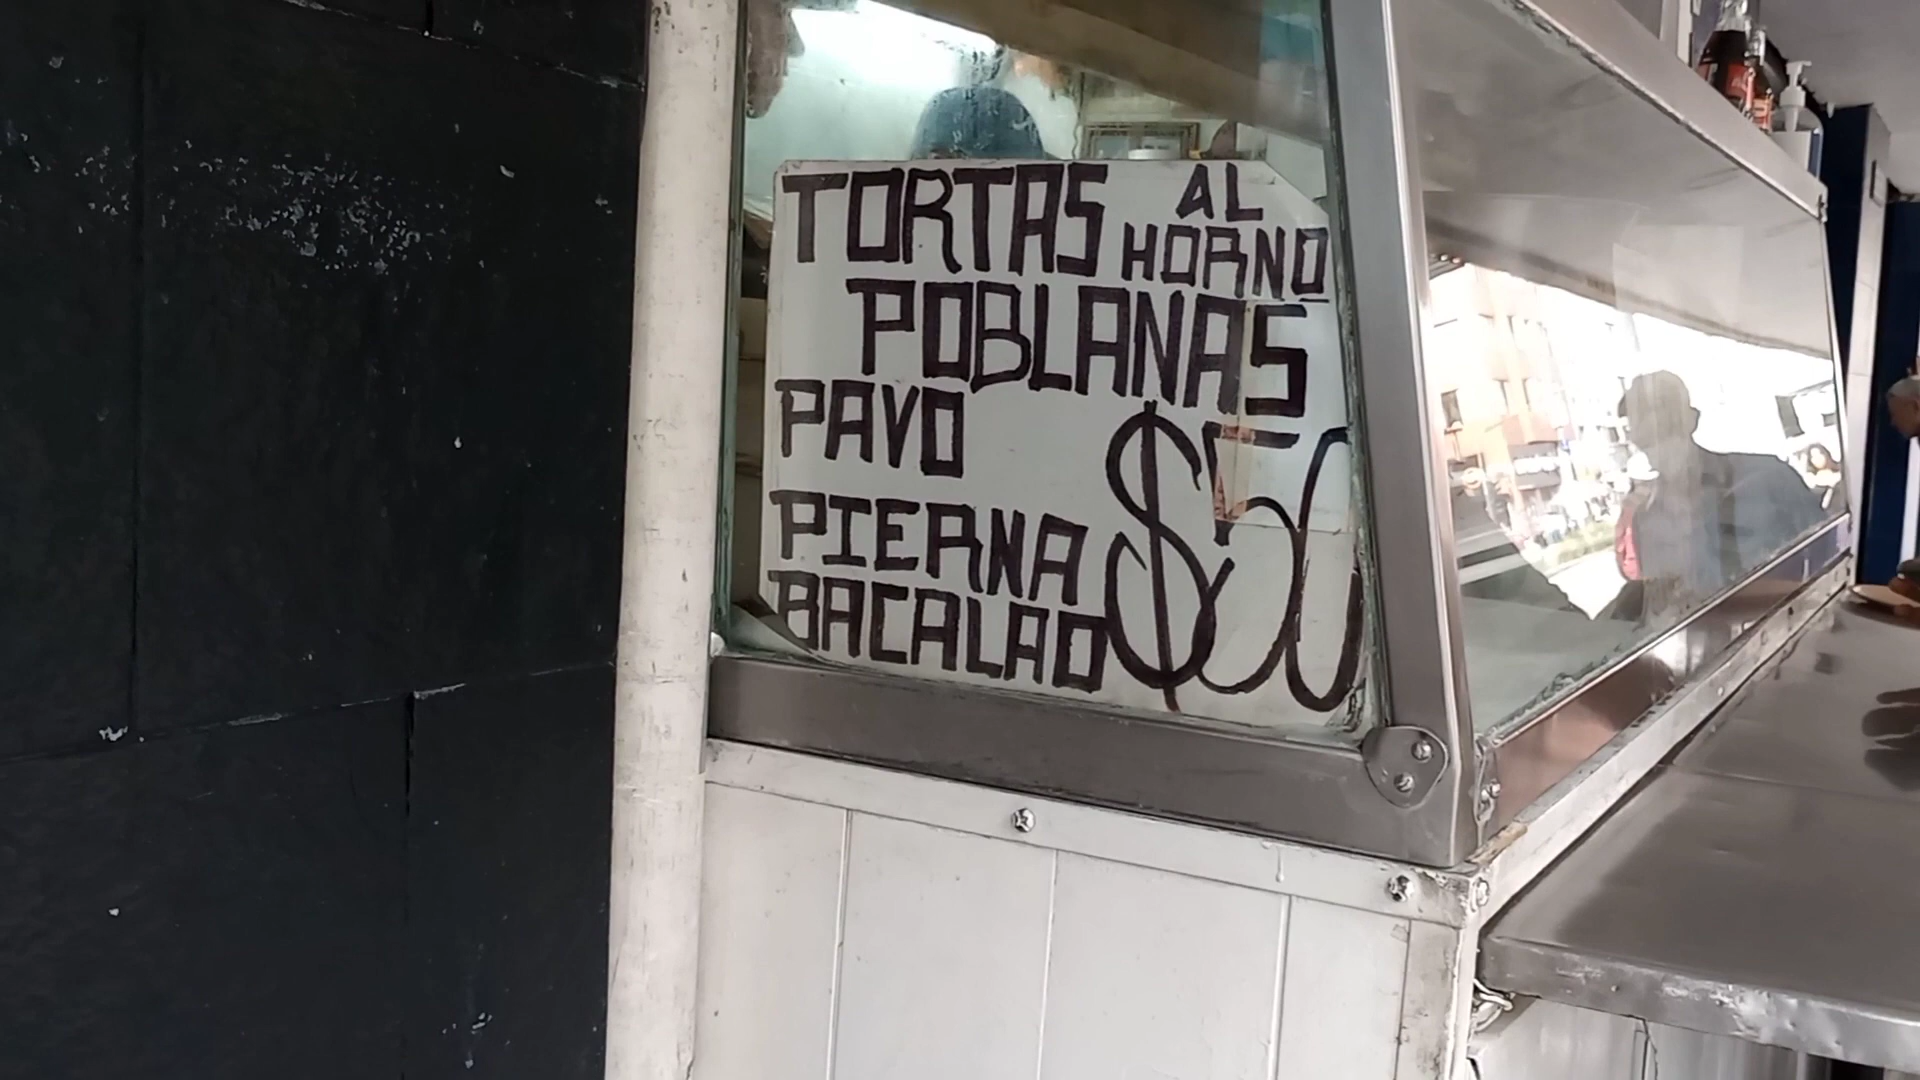 TORTAS AL HORNO
POBLANAS
PAVO
PIERNA
BACALAO
$50